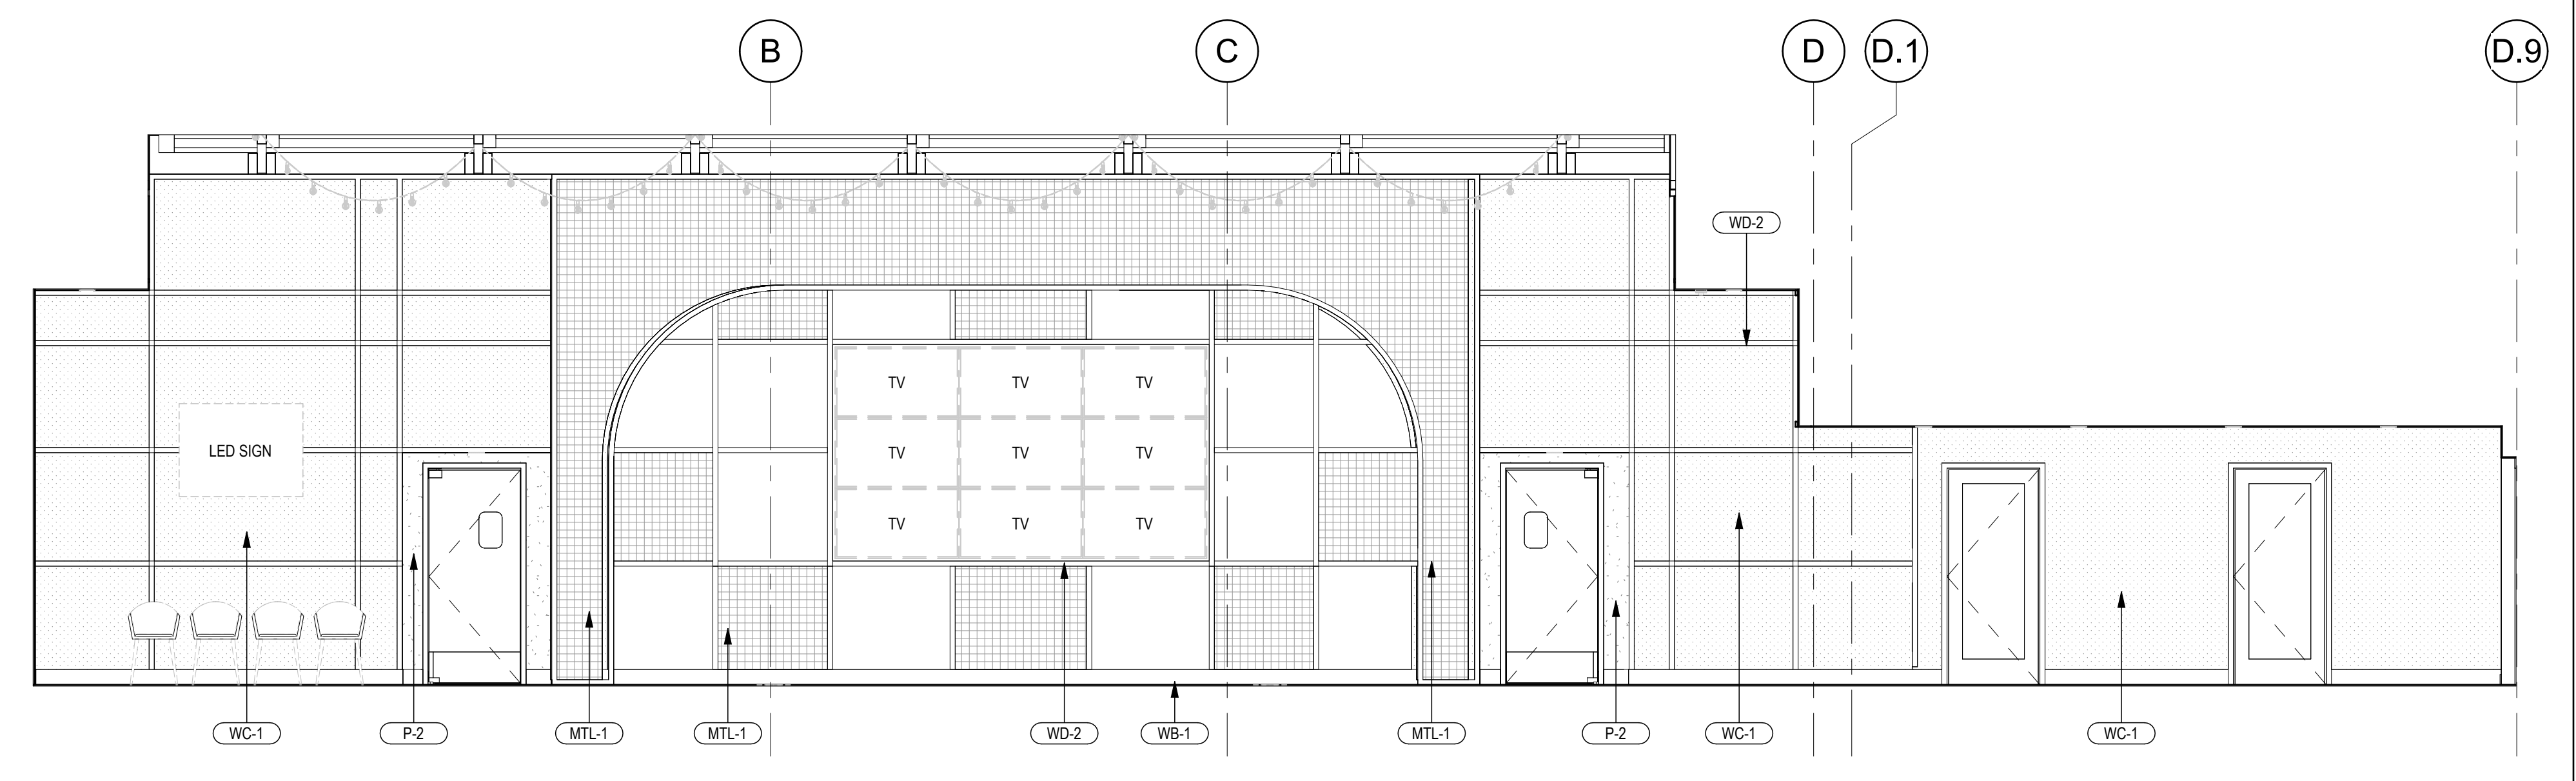 B
C
D
D.1
D.9
WD-2
TV
TV
TV
LED SIGN
TV
TV
TV
TV
TV
TV
WC-1
P-2
MTL-1
MTL-1
WD-2
WB-1
MTL-1
P-2
WC-1
WC-1